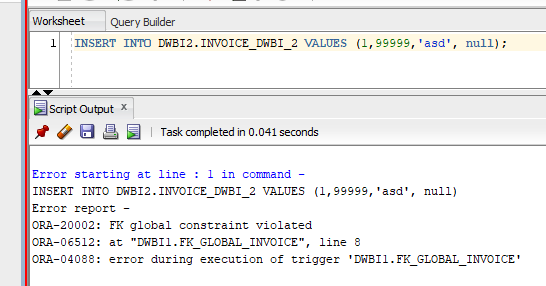 Worksheet Query Builder
1 INSERT INTO DWBI2.INVOICE_DWBI_2 VALUES (1,99999,'asd', null);
Script Output x
Task completed in 0.041 seconds
Error starting at line : 1 in command -
INSERT INTO DWBI2.INVOICE_DWBI_2 VALUES (1,99999,'asd', null)
Error report -
ORA-20002: FK global constraint violated
ORA-06512: at "DWBI1.FK_GLOBAL_INVOICE", line 8
ORA-04088: error during execution of trigger 'DWBI1.FK_GLOBAL_INVOICE'